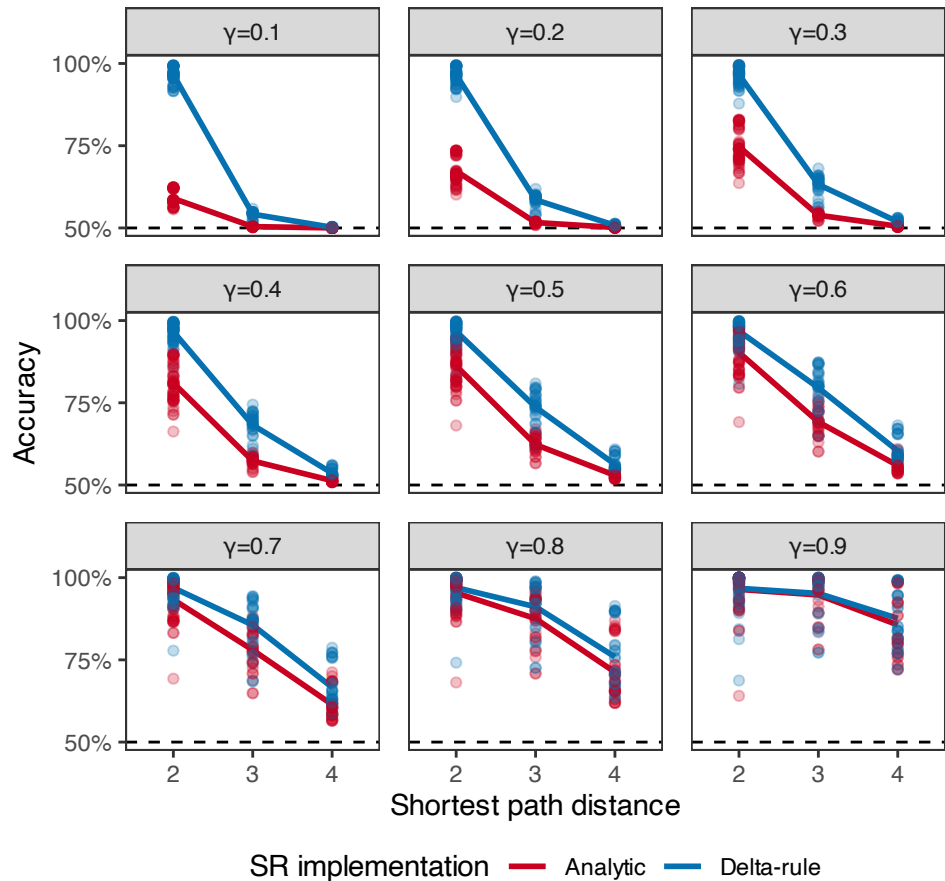 γ=0.1 γ=0.2 γ=0.3
100%
75%
50%
γ=0.4 γ=0.5 γ=0.6
100%
75%
50%
Accuracy
γ=0.7 γ=0.8 γ=0.9
100%
75%
50%
2 3 4 2 3 4 2 3 4
Shortest path distance
SR implementation Analytic Delta-rule